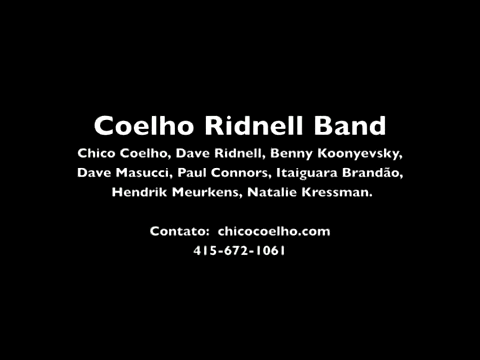 Coelho Ridnell Band
Chico Coelho, Dave Ridnell, Benny Koonyevsky,
Dave Masucci, Paul Connors, Itaiguara Brandão,
Hendrik Meurkens, Natalie Kressman.
Contato: chicocoelho.com
415-672-1061